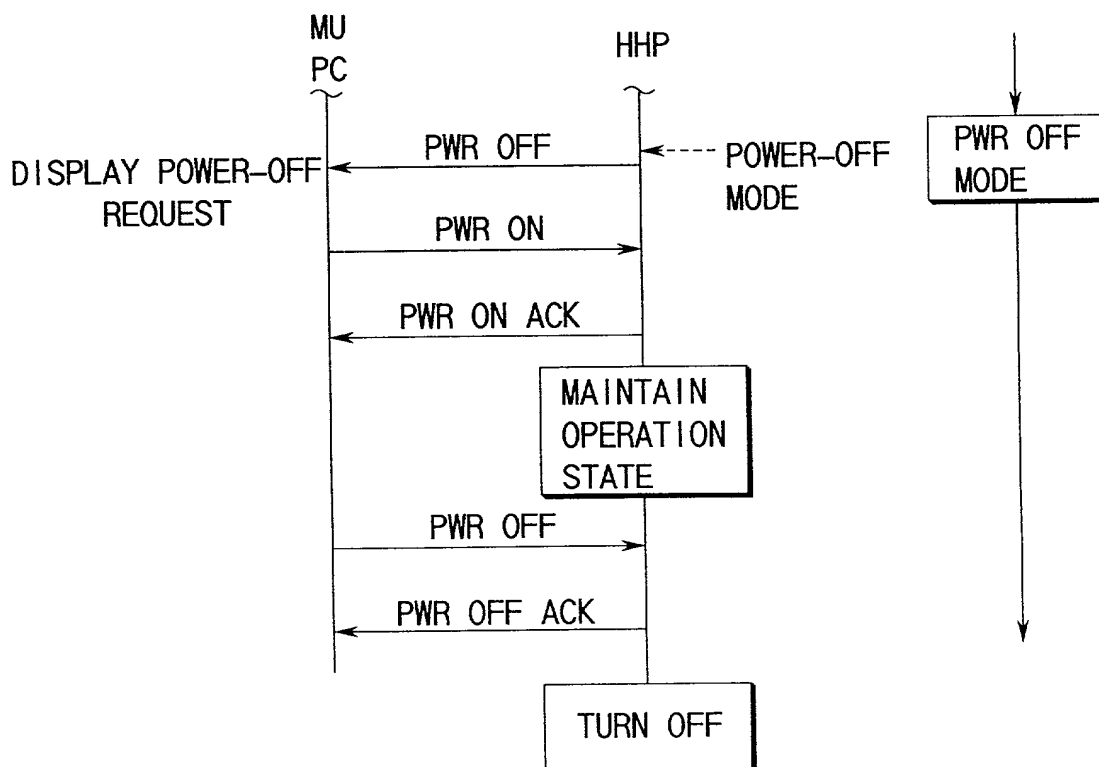 MU
PC
HHP
PWR OFF
POWER-OFF
MODE
PWR OFF
MODE
DISPLAY POWER-OFF
REQUEST
PWR ON
PWR ON ACK
MAINTAIN
OPERATION
STATE
PWR OFF
PWR OFF ACK
TURN OFF